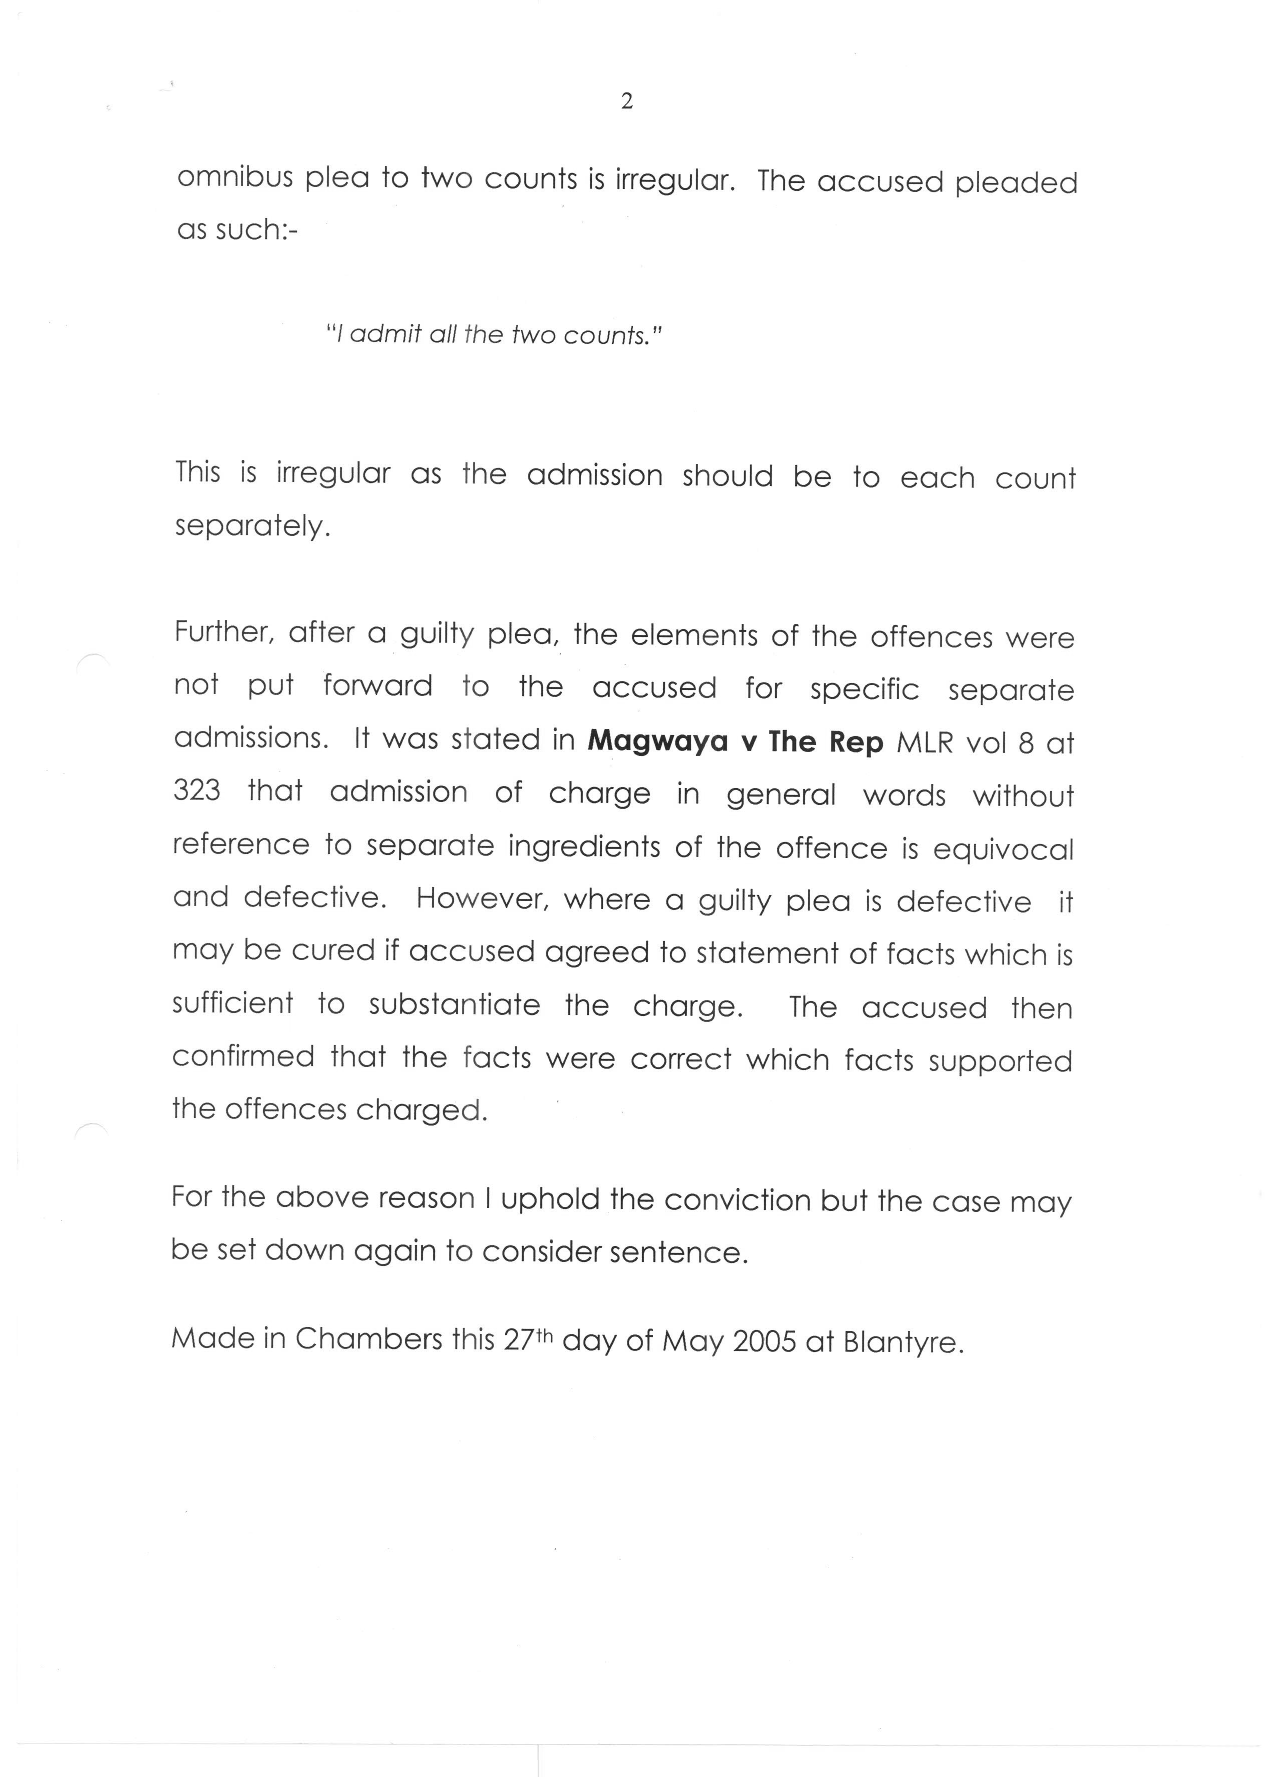 2
omnibus plea to two counts is irregular. The accused pleaded
as such:-
"I admit all the two counts."
This is irregular as the admission should be to each count
separately.
Further, after a guilty plea, the elements of the offences were
not put forward to the accused for specific separate
admissions. It was stated in Magwaya v The Rep MLR vol 8 at
323 that admission of charge in general words without
reference to separate ingredients of the offence is equivocal
and defective. However, where a guilty plea is defective it
may be cured if accused agreed to statement of facts which is
sufficient to substantiate the charge. The accused then
confirmed that the facts were correct which facts supported
the offences charged.
For the above reason I uphold the conviction but the case may
be set down again to consider sentence.
Made in Chambers this 27th day of May 2005 at Blantyre.